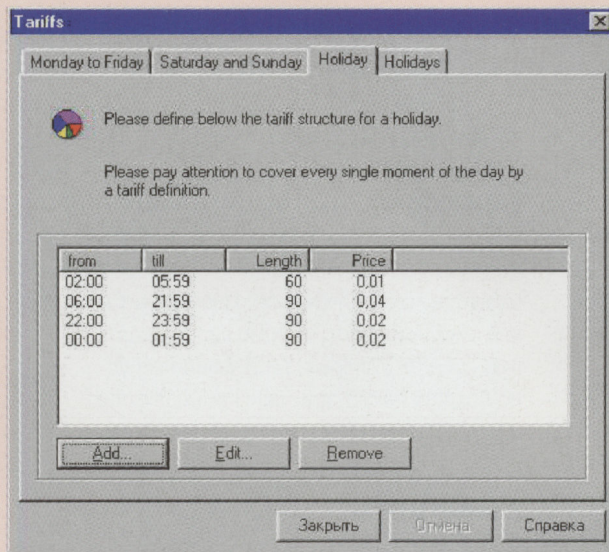 Tariffs
Monday to Friday Saturday and Sunday Holiday Holidays
Please define below the tariff structure for a holiday.
Please pay attention to cover every single moment of the day by
a tariff definition.
from till Length Price
02:00 05:59 60 0,01
06:00 21:59 90 0,04
22:00 23:59 90 0,02
00:00 01:59 90 0,02
Add... Edit... Remove
Закрыть Отмена Справка